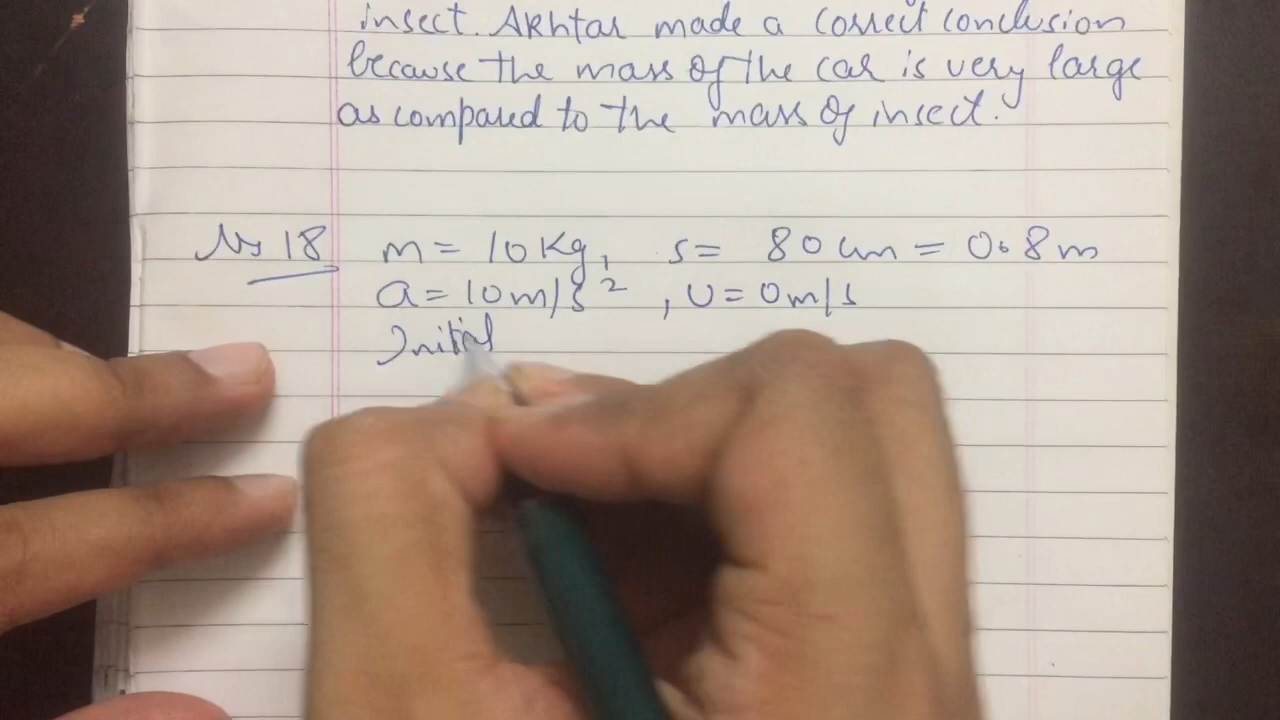 insect. Akhtar made a correct conclusion
because the mass of the car is very large
as compared to the mass of insect.
18 m = 10 Kg, s = 80 cm = 0.8 m
a = 10 m/s², u = 0 m/s
Initial